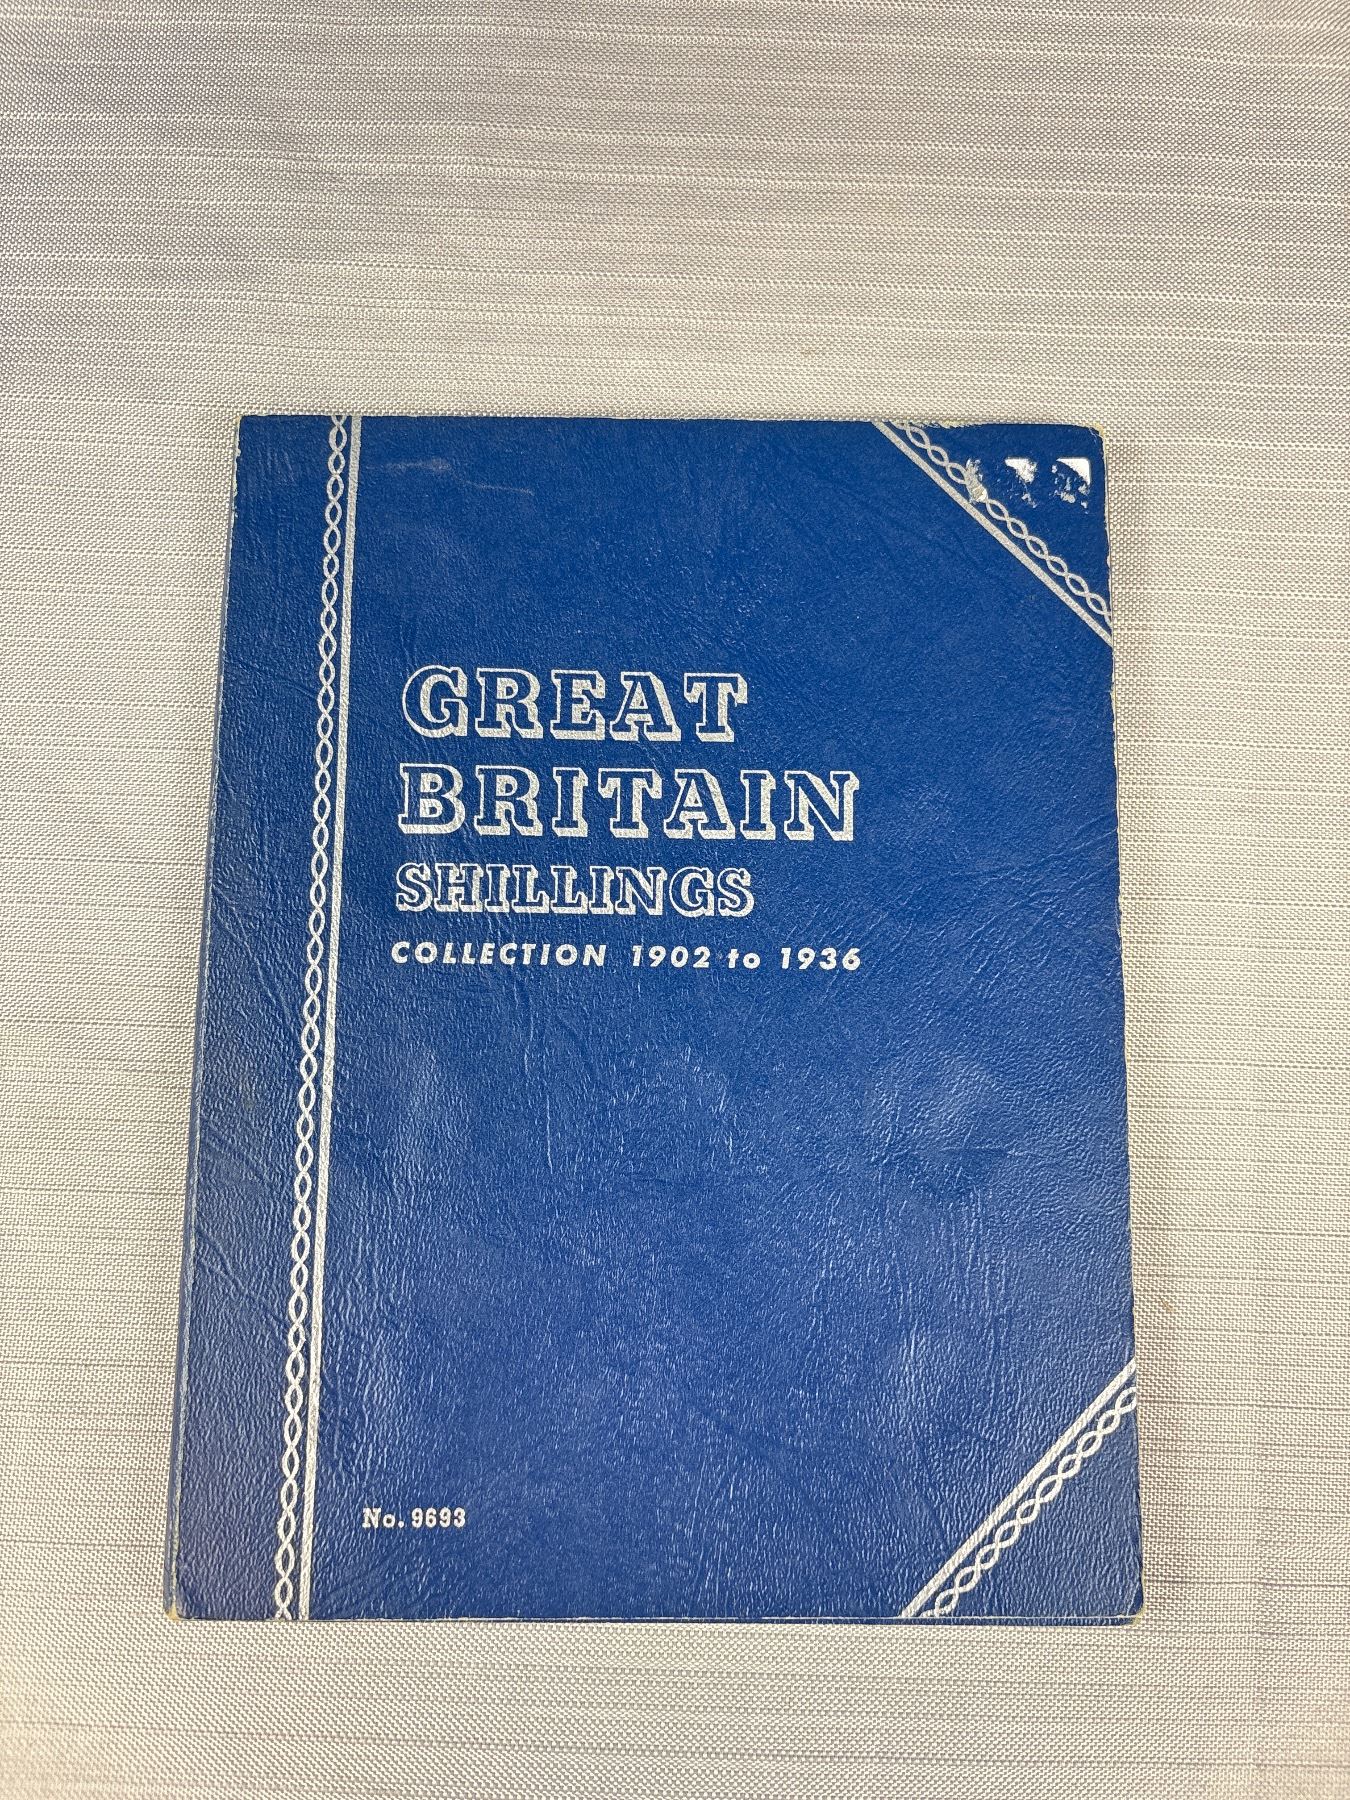 GREAT
BRITAIN
SHILLINGS
COLLECTION 1902 to 1936
No. 9693